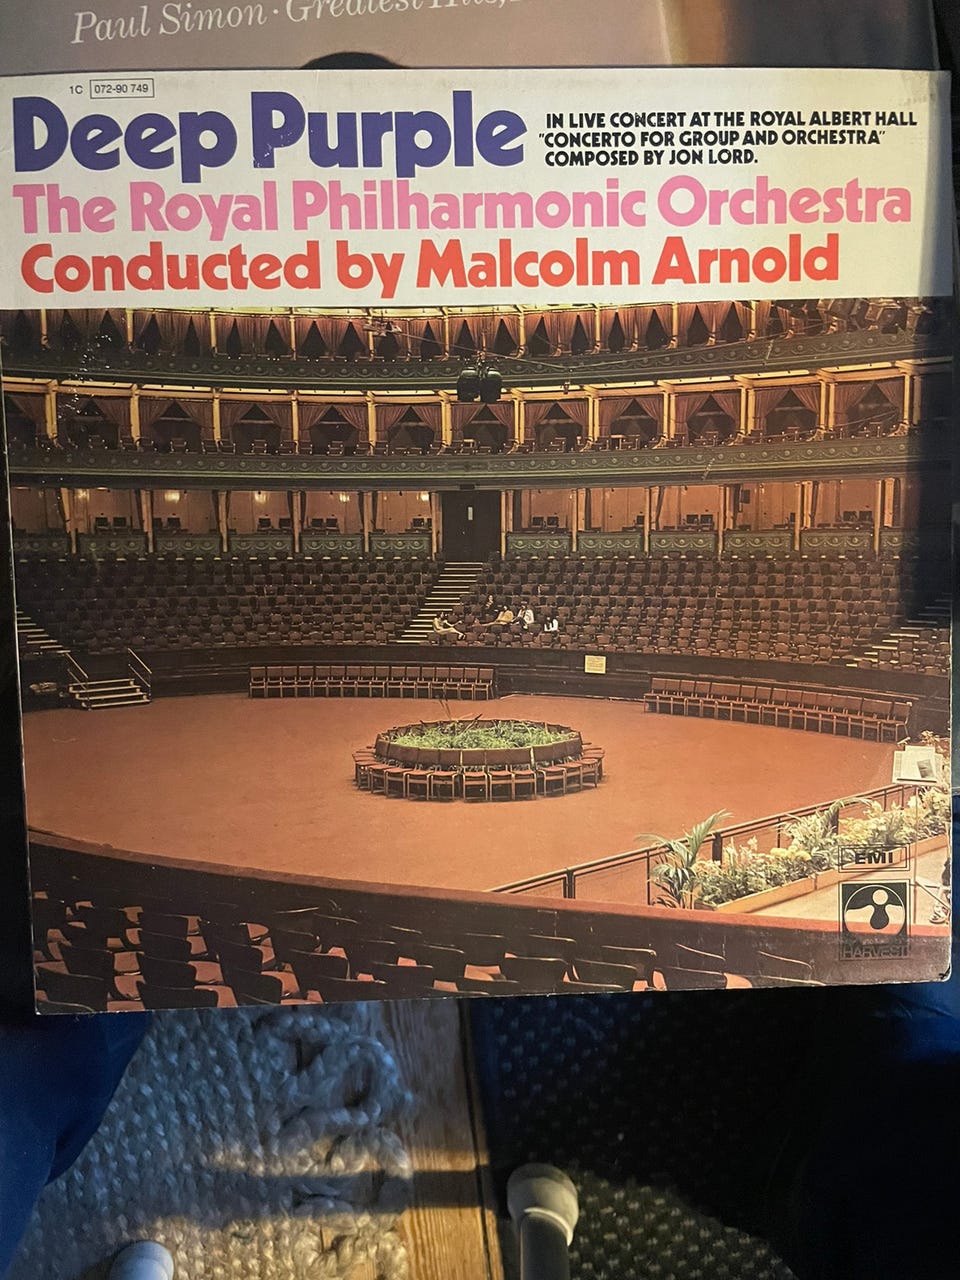 Paul Simon · Greatest Hits,
1C 072-90 749
Deep Purple
IN LIVE CONCERT AT THE ROYAL ALBERT HALL
"CONCERTO FOR GROUP AND ORCHESTRA"
COMPOSED BY JON LORD.
The Royal Philharmonic Orchestra
Conducted by Malcolm Arnold
EMI
HARVEST